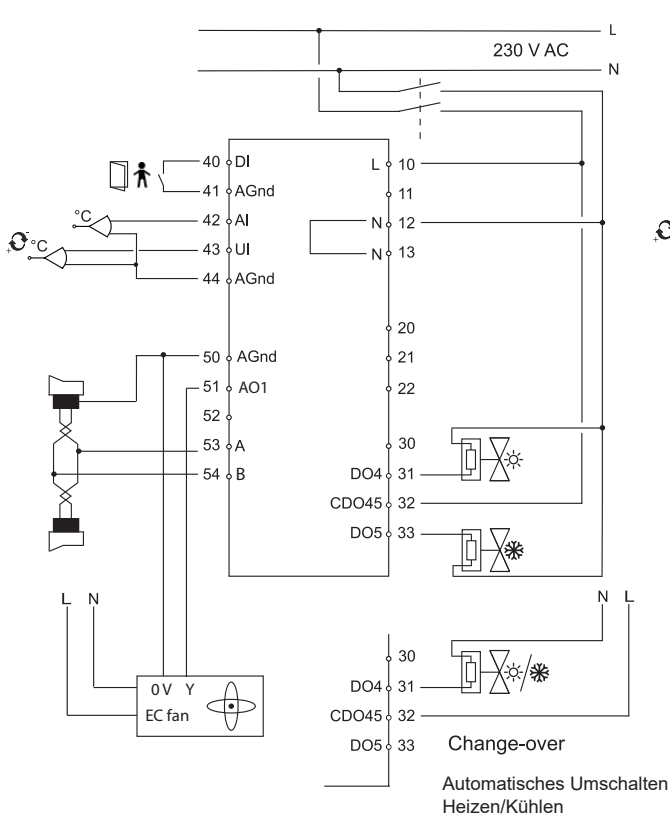 L
230 V AC
N
40 DI
41 AGnd
42 AI
43 UI
44 AGnd
°C
°C
+ -
50 AGnd
51 AO1
52
53 A
54 B
L 10
11
N 12
N 13
20
21
22
30
DO4 31
CDO45 32
DO5 33
L N
0 V Y
EC fan
N L
30
DO4 31
CDO45 32
DO5 33
Change-over
Automatisches Umschalten
Heizen/Kühlen